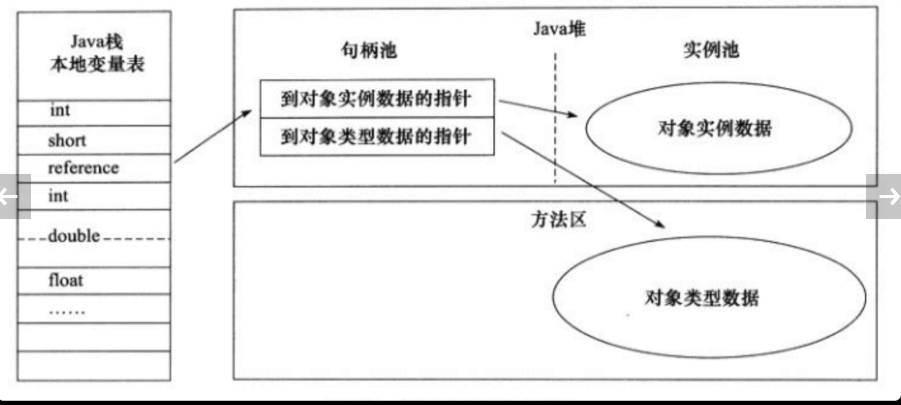 Java栈
本地变量表
int
short
reference
int
double
float
……
Java堆
句柄池
实例池
到对象实例数据的指针
到对象类型数据的指针
对象实例数据
方法区
对象类型数据